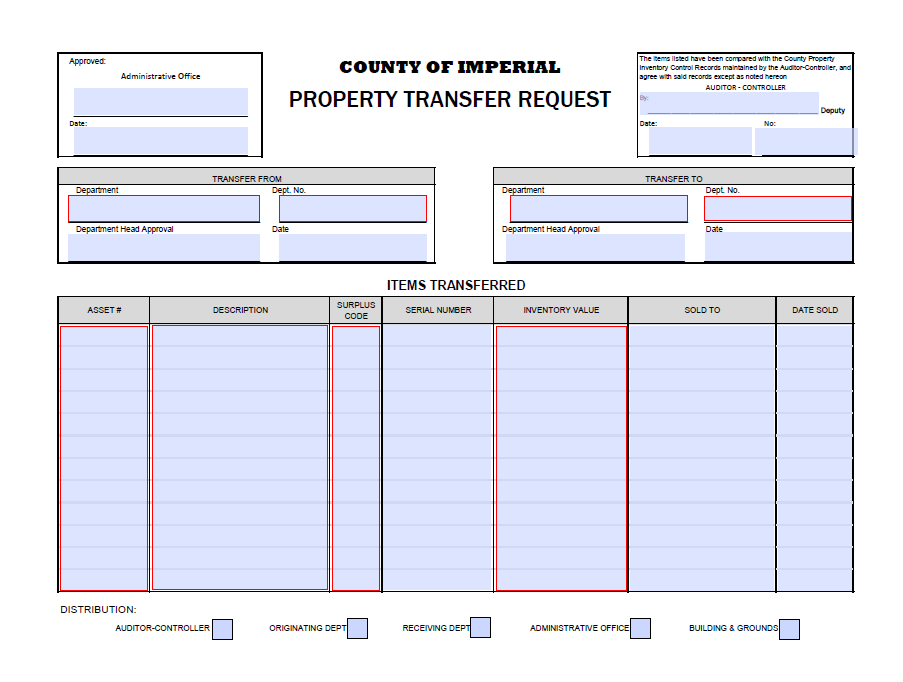 Approved:
Administrative Office
Date:
COUNTY OF IMPERIAL
PROPERTY TRANSFER REQUEST
The items listed have been compared with the County Property
Inventory Control Records maintained by the Auditor-Controller, and
agree with said records except as noted hereon
AUDITOR - CONTROLLER
By:
Deputy
Date: No:
TRANSFER FROM
Department Dept. No.
Department Head Approval Date
TRANSFER TO
Department Dept. No.
Department Head Approval Date
ITEMS TRANSFERRED
ASSET # DESCRIPTION SURPLUS CODE SERIAL NUMBER INVENTORY VALUE SOLD TO DATE SOLD
DISTRIBUTION:
AUDITOR-CONTROLLER ORIGINATING DEPT RECEIVING DEPT ADMINISTRATIVE OFFICE BUILDING & GROUNDS